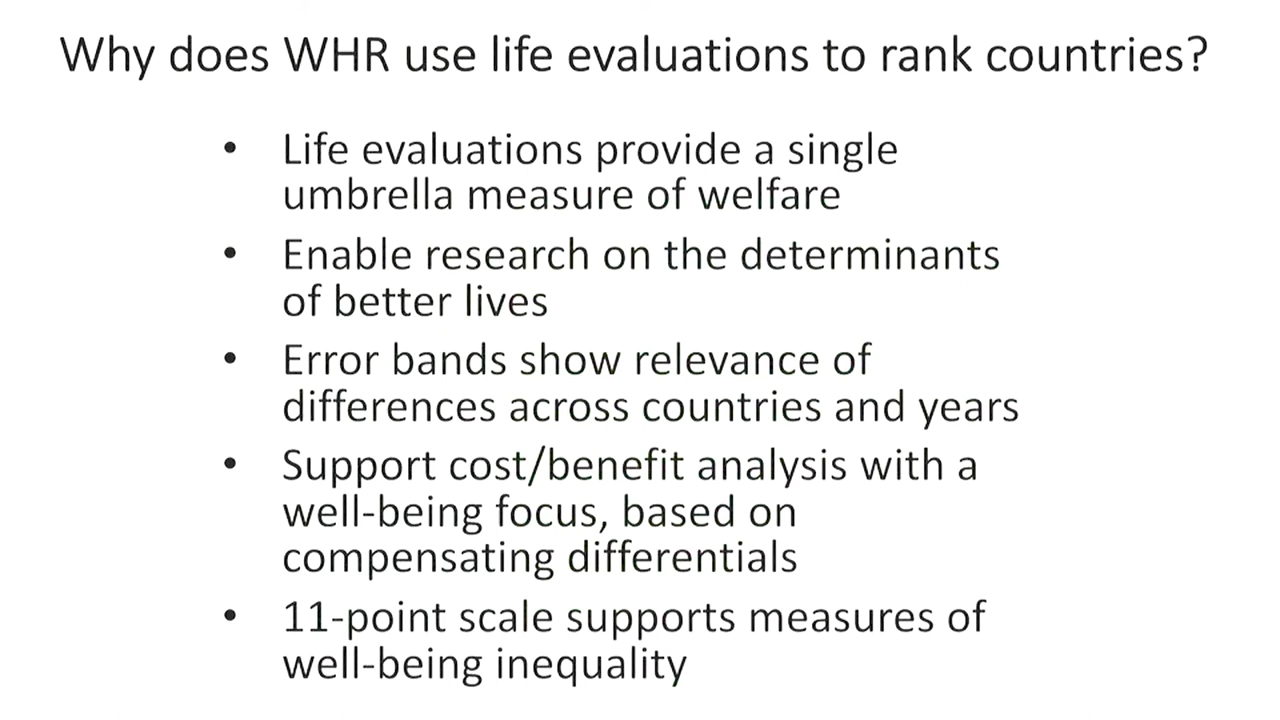 Why does WHR use life evaluations to rank countries?
• Life evaluations provide a single
umbrella measure of welfare
• Enable research on the determinants
of better lives
• Error bands show relevance of
differences across countries and years
• Support cost/benefit analysis with a
well-being focus, based on
compensating differentials
• 11-point scale supports measures of
well-being inequality